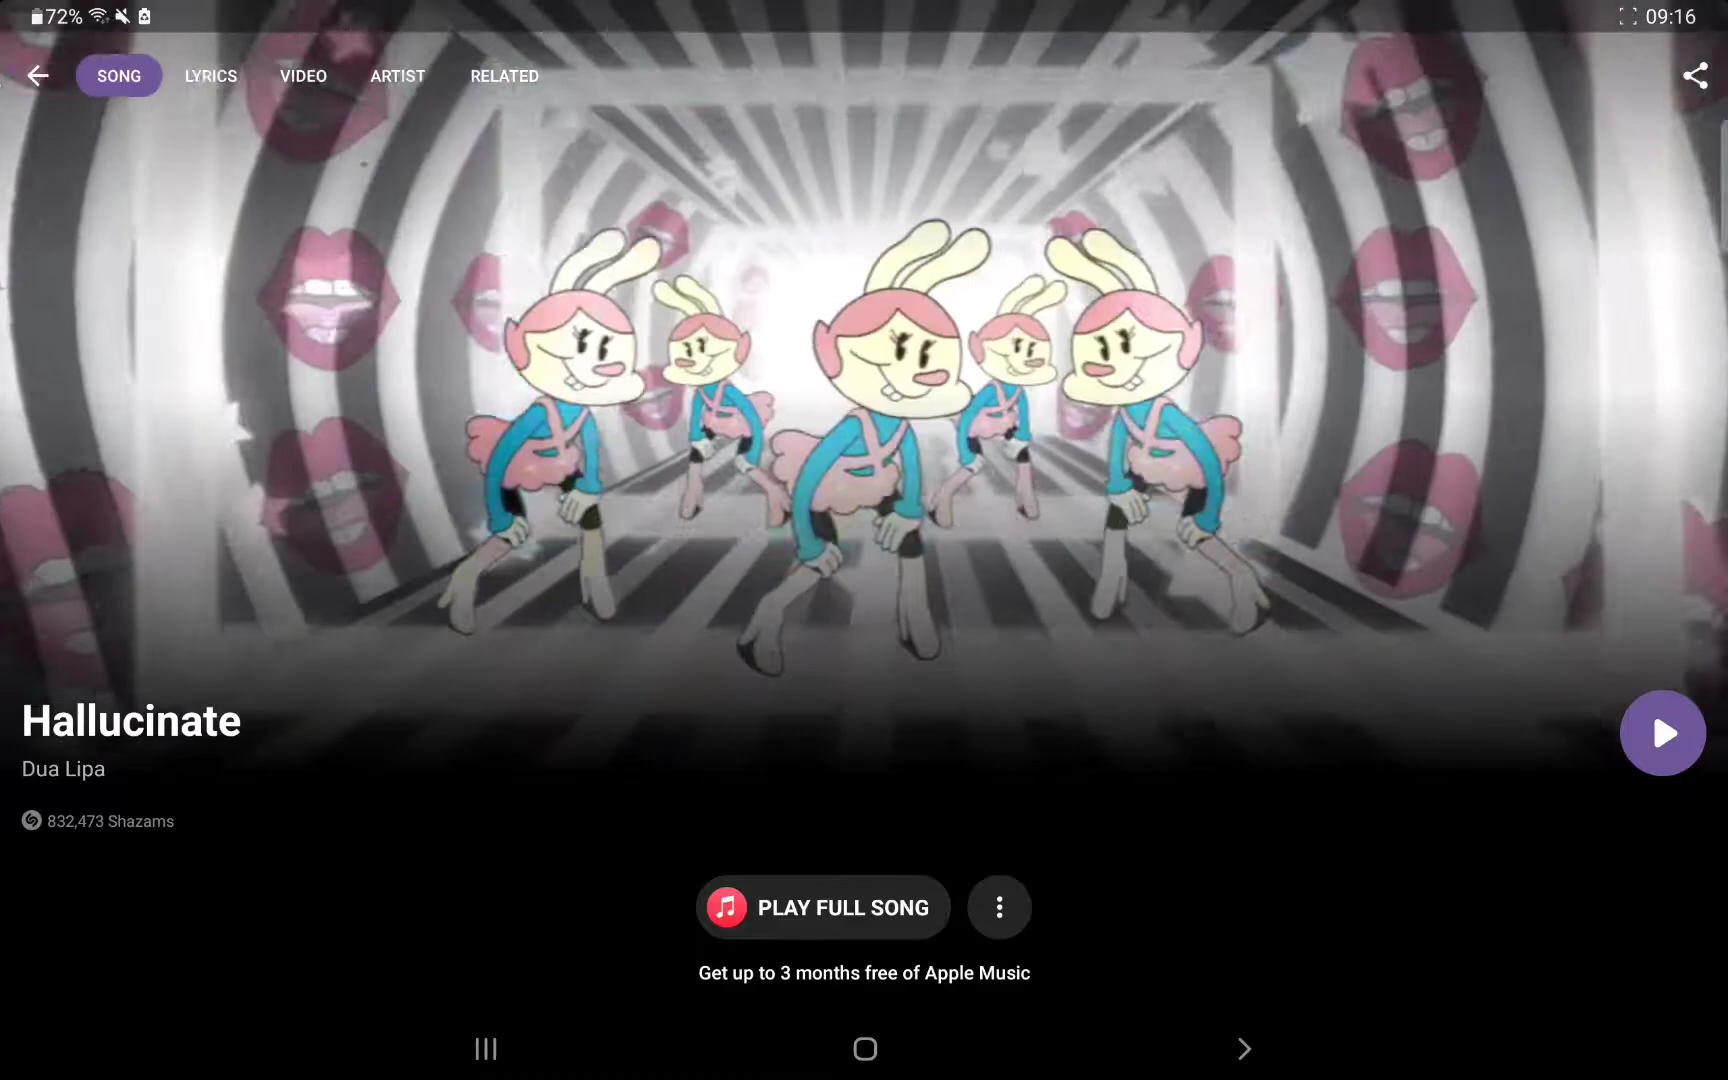 72%
09:16
SONG LYRICS VIDEO ARTIST RELATED
Hallucinate
Dua Lipa
832,473 Shazams
PLAY FULL SONG
Get up to 3 months free of Apple Music